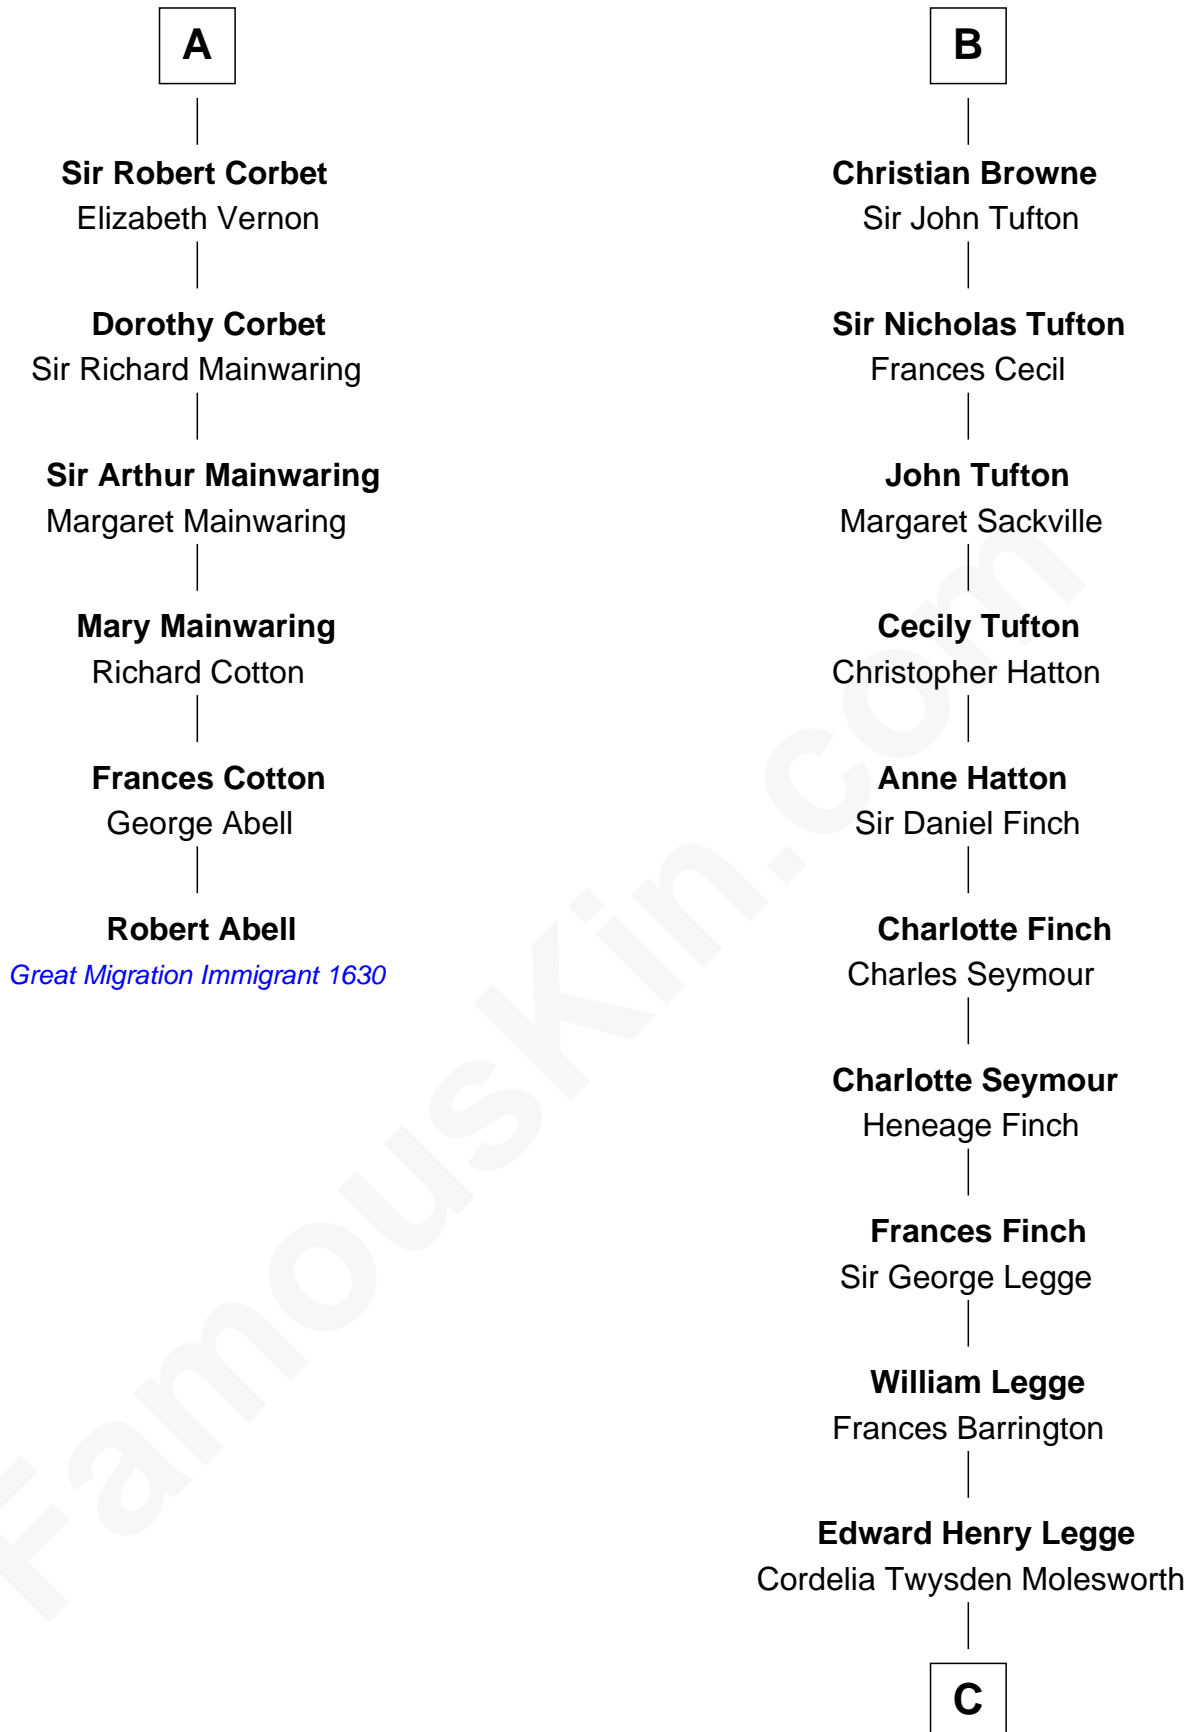 A
Sir Robert Corbet
Elizabeth Vernon
Dorothy Corbet
Sir Richard Mainwaring
Sir Arthur Mainwaring
Margaret Mainwaring
Mary Mainwaring
Richard Cotton
Frances Cotton
George Abell
Robert Abell
Great Migration Immigrant 1630
B
Christian Browne
Sir John Tufton
Sir Nicholas Tufton
Frances Cecil
John Tufton
Margaret Sackville
Cecily Tufton
Christopher Hatton
Anne Hatton
Sir Daniel Finch
Charlotte Finch
Charles Seymour
Charlotte Seymour
Heneage Finch
Frances Finch
Sir George Legge
William Legge
Frances Barrington
Edward Henry Legge
Cordelia Twysden Molesworth
C
FamousKin.com